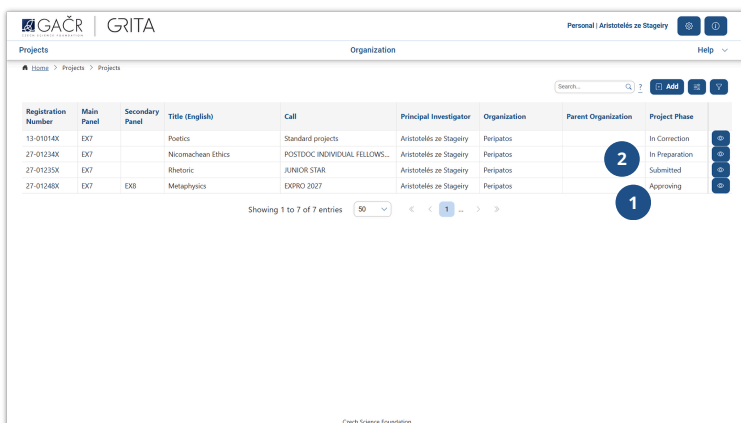 GAČR GRITA
CZECH SCIENCE FOUNDATION
Personal | Aristotelés ze Stageiry
Projects Organization Help
Home > Projects > Projects
Search... ? Add
Registration Number Main Panel Secondary Panel Title (English) Call Principal Investigator Organization Parent Organization Project Phase
13-01014X EX7 Poetics Standard projects Aristotelés ze Stageiry Peripatos In Correction
27-01234X EX7 Nicomachean Ethics POSTDOC INDIVIDUAL FELLOWS... Aristotelés ze Stageiry Peripatos In Preparation
2
27-01235X EX7 Rhetoric JUNIOR STAR Aristotelés ze Stageiry Peripatos Submitted
27-01248X EX7 EX8 Metaphysics EXPRO 2027 Aristotelés ze Stageiry Peripatos Approving
1
Showing 1 to 7 of 7 entries 50 « < 1 ... > »
Czech Science Foundation